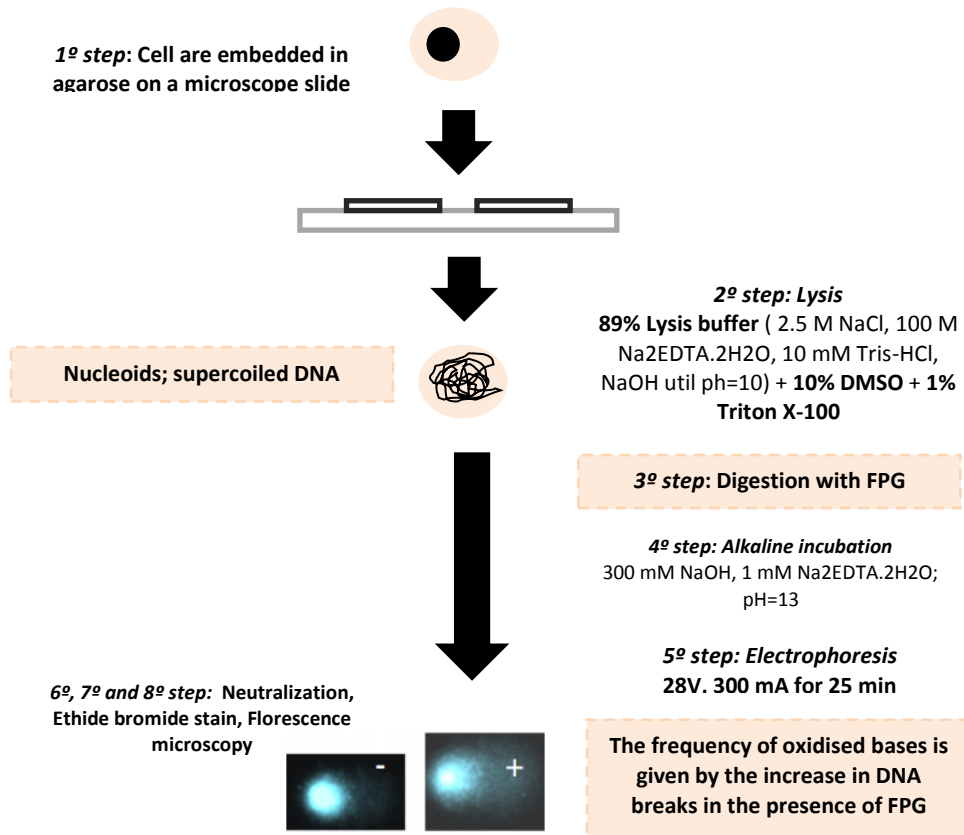 1º step: Cell are embedded in
agarose on a microscope slide
2º step: Lysis
89% Lysis buffer ( 2.5 M NaCl, 100 M
Na2EDTA.2H2O, 10 mM Tris-HCl,
NaOH util ph=10) + 10% DMSO + 1%
Triton X-100
Nucleoids; supercoiled DNA
3º step: Digestion with FPG
4º step: Alkaline incubation
300 mM NaOH, 1 mM Na2EDTA.2H2O;
pH=13
5º step: Electrophoresis
28V. 300 mA for 25 min
6º, 7º and 8º step: Neutralization,
Ethide bromide stain, Florescence
microscopy
-
+
The frequency of oxidised bases is
given by the increase in DNA
breaks in the presence of FPG